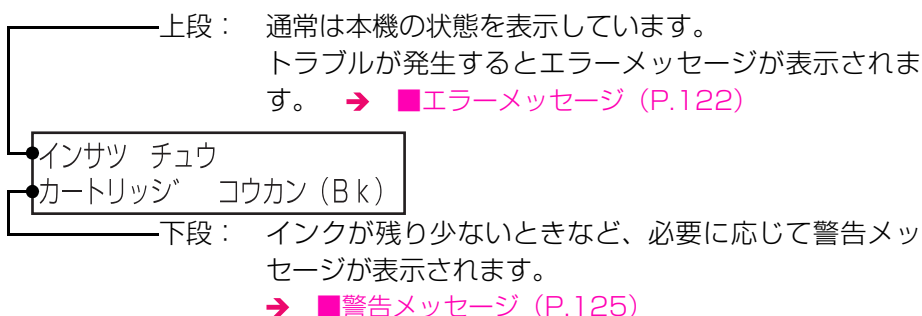 上段： 通常は本機の状態を表示しています。
トラブルが発生するとエラーメッセージが表示されま
す。 ➔ ■エラーメッセージ（P.122）
インサツ チュウ
カートリッシﾞ コウカン（Bｋ）
下段： インクが残り少ないときなど、必要に応じて警告メッ
セージが表示されます。
➔ ■警告メッセージ（P.125）